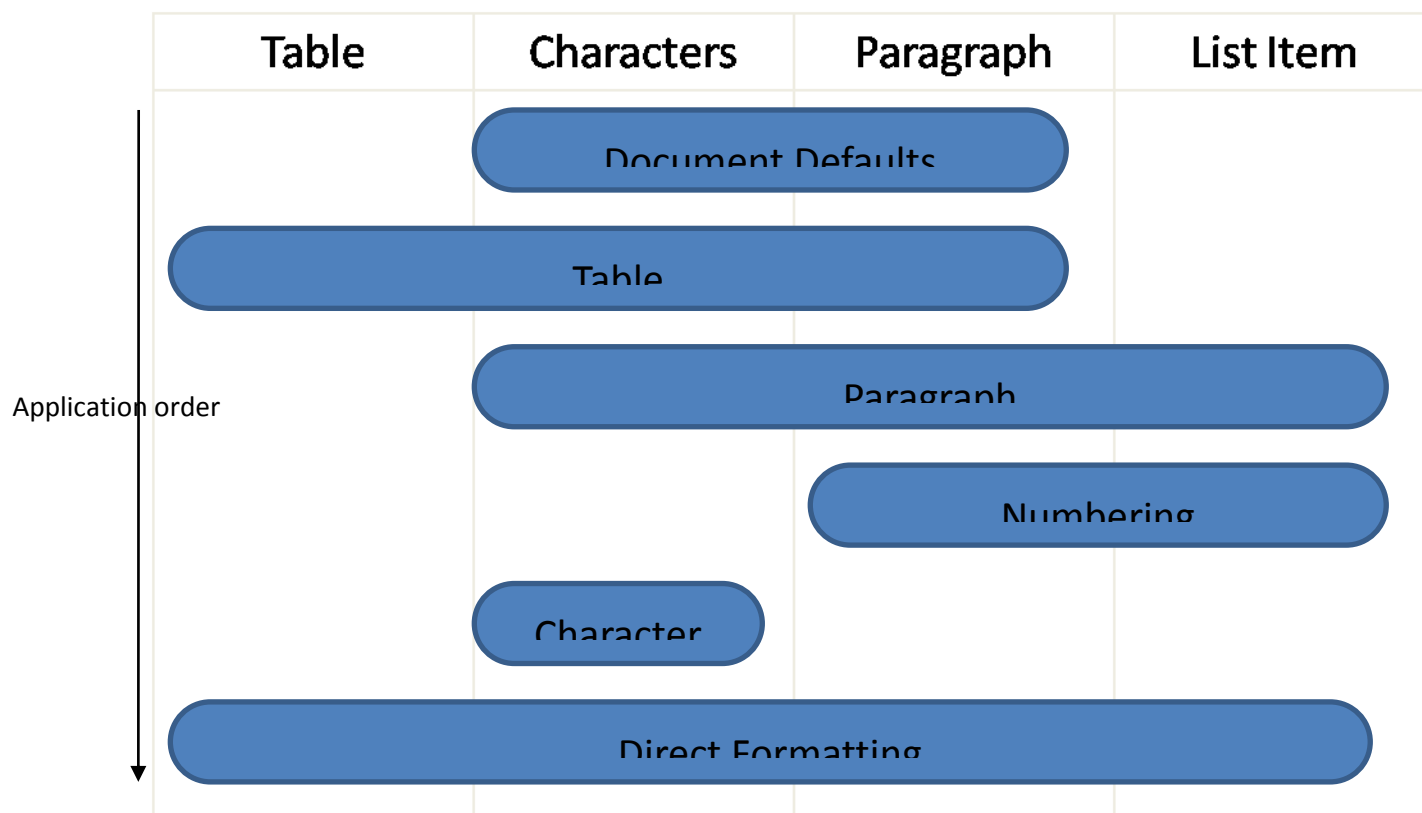 Table Characters Paragraph List Item
Document Defaults
Table
Paragraph
Application order
Numbering
Character
Direct Formatting